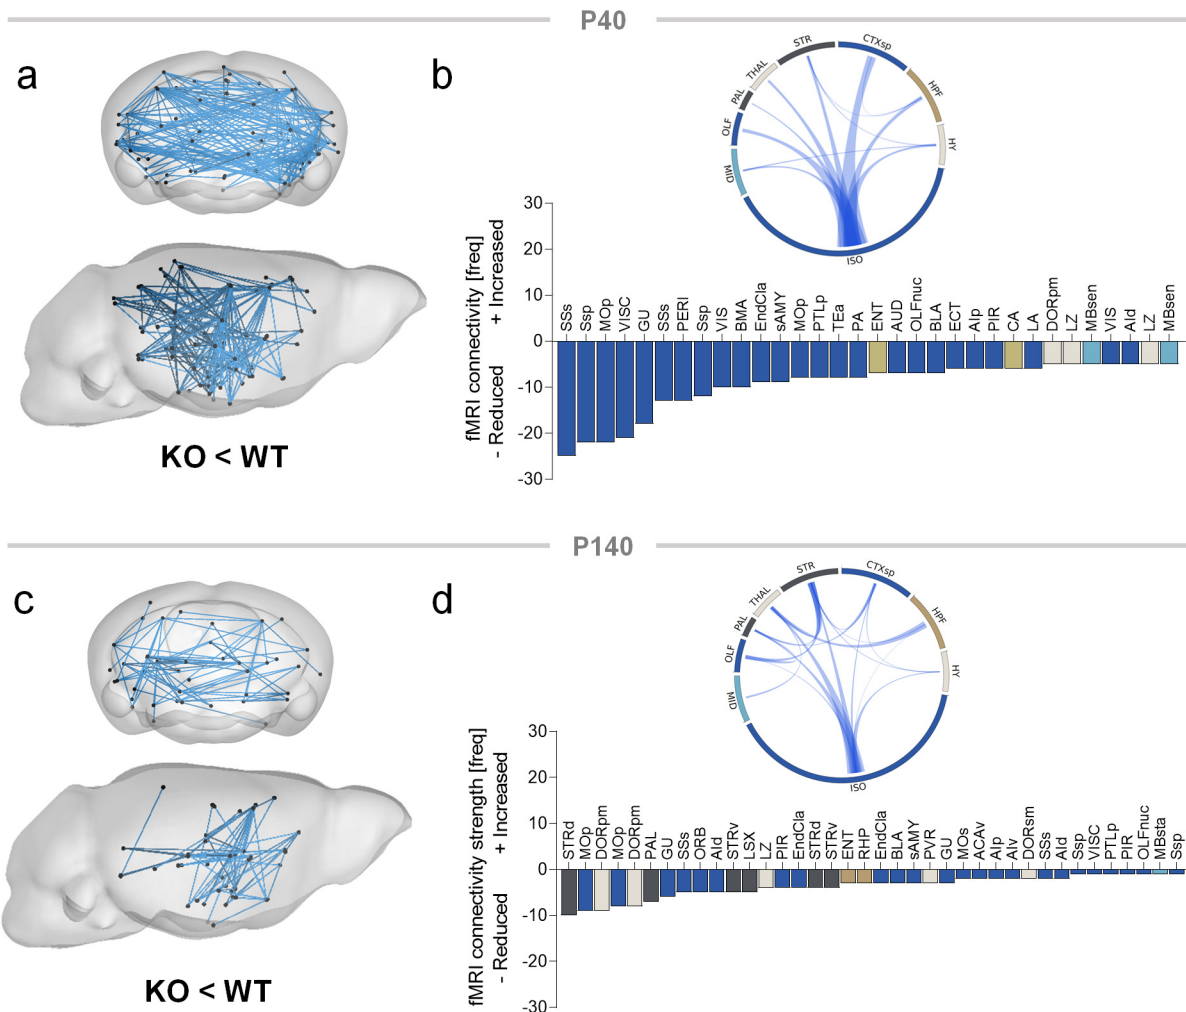 P40
a
b
STR
CTXsp
THAL
HPF
PAL
OLF
HY
MID
ISO
fMRI connectivity [freq]
- Reduced + Increased
30
20
10
0
-10
-20
-30
SSs
Ssp
MOp
VISC
GU
SSs
PERI
Ssp
VIS
BMA
EndCla
sAMY
MOp
PTLp
TEa
PA
ENT
AUD
OLFnuc
BLA
ECT
AIp
PIR
CA
LA
DORpm
LZ
MBsen
VIS
AId
LZ
MBsen
KO < WT
P140
c
d
STR
CTXsp
THAL
HPF
PAL
OLF
HY
MID
ISO
fMRI connectivity strength [freq]
- Reduced + Increased
30
20
10
0
-10
-20
-30
STRd
MOp
DORpm
MOp
DORpm
PAL
GU
SSs
ORB
AId
STRv
LSX
LZ
PIR
EndCla
STRd
STRv
ENT
RHP
EndCla
BLA
sAMY
PVR
GU
MOs
ACAv
AIp
AIv
DORsm
SSs
AId
Ssp
VISC
PTLp
PIR
OLFnuc
MBsta
Ssp
KO < WT